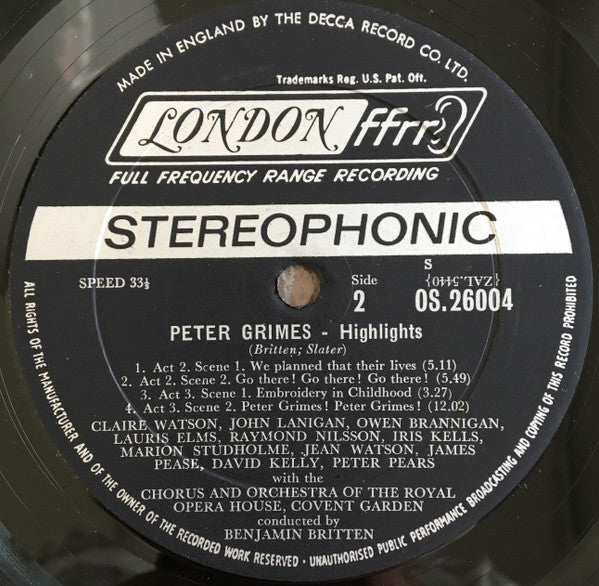 MADE IN ENGLAND BY THE DECCA RECORD CO. LTD.
Trademarks Reg. U.S. Pat. Off.
LONDON ffrr
FULL FREQUENCY RANGE RECORDING
STEREOPHONIC
SPEED 33⅓
Side
2
S
{ZAL.5440}
OS.26004
PETER GRIMES - Highlights
(Britten; Slater)
1. Act 2. Scene 1. We planned that their lives (5.11)
2. Act 2. Scene 2. Go there! Go there! Go there! (5.49)
3. Act 3. Scene 1. Embroidery in Childhood (3.27)
4. Act 3. Scene 2. Peter Grimes! Peter Grimes! (12.02)
CLAIRE WATSON, JOHN LANIGAN, OWEN BRANNIGAN,
LAURIS ELMS, RAYMOND NILSSON, IRIS KELLS,
MARION STUDHOLME, JEAN WATSON, JAMES
PEASE, DAVID KELLY, PETER PEARS
with the
CHORUS AND ORCHESTRA OF THE ROYAL
OPERA HOUSE, COVENT GARDEN
conducted by
BENJAMIN BRITTEN
ALL RIGHTS OF THE MANUFACTURER AND OF THE OWNER OF THE RECORDED WORK RESERVED · UNAUTHORISED PUBLIC PERFORMANCE BROADCASTING AND COPYING OF THIS RECORD PROHIBITED